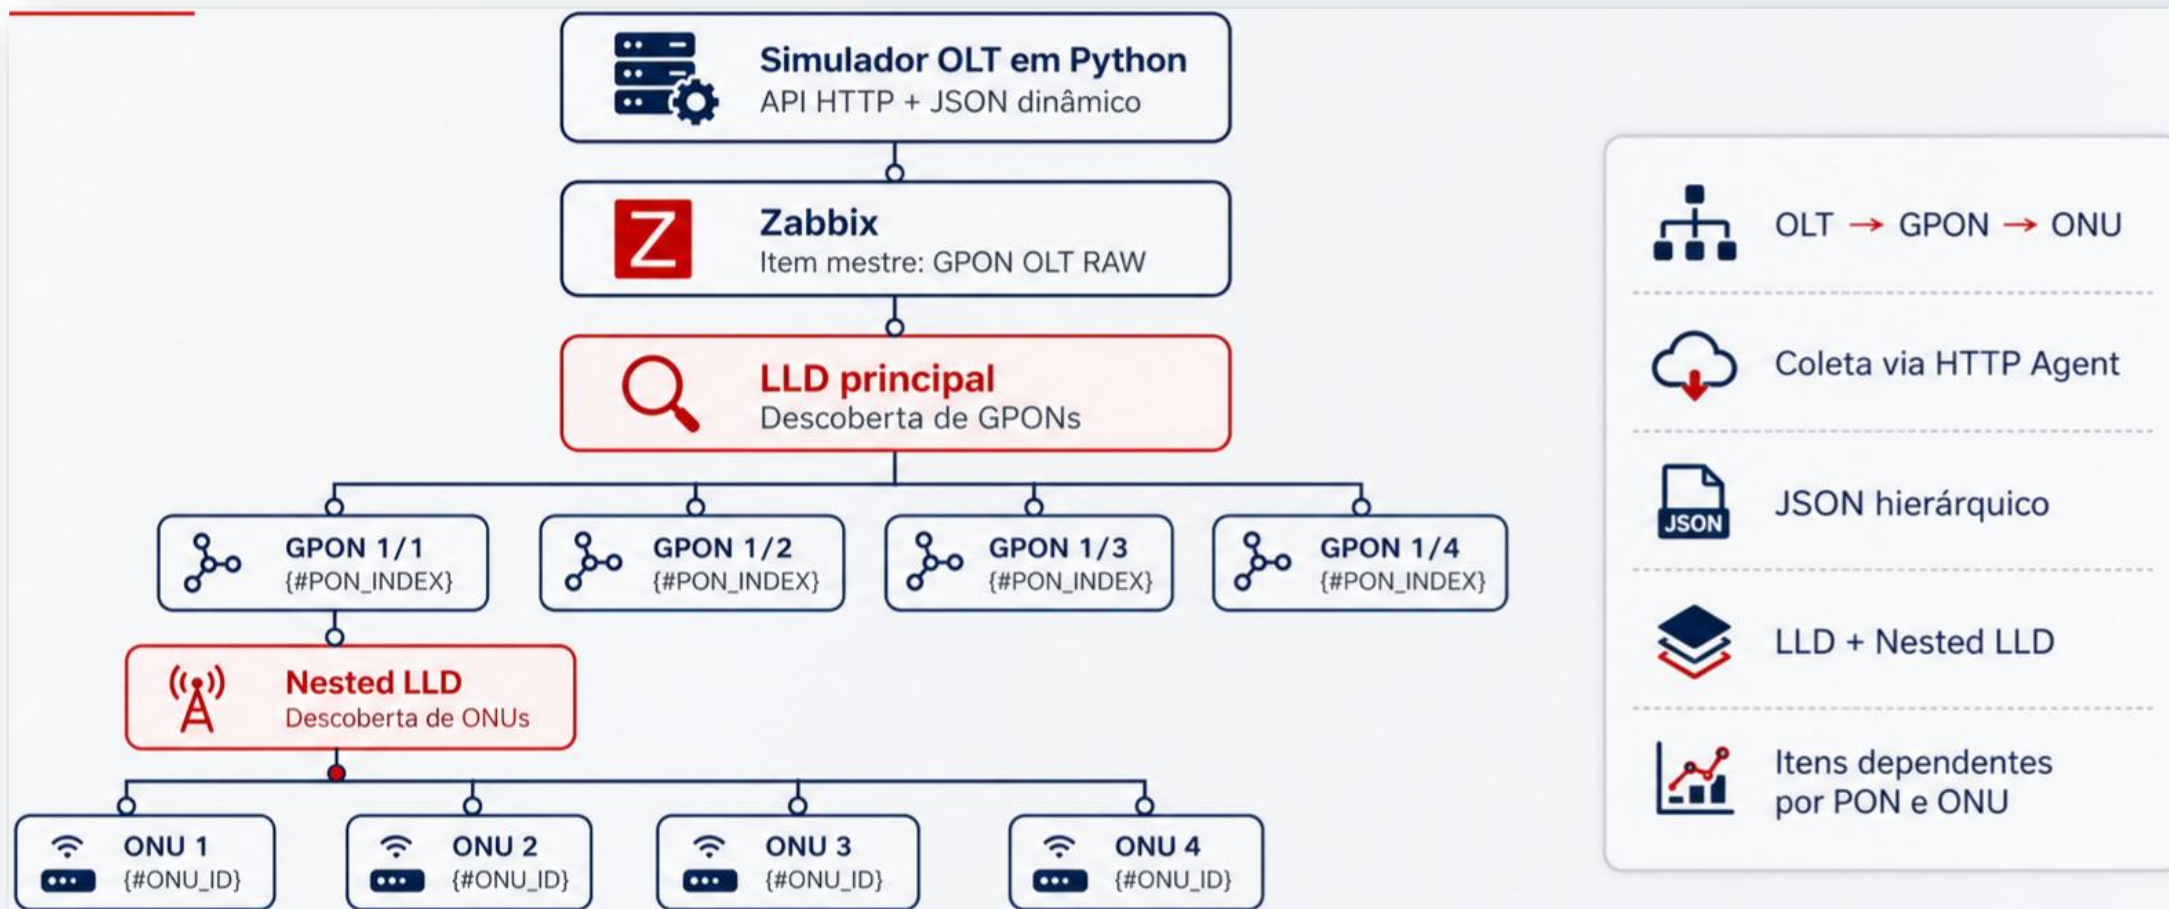 Simulador OLT em Python
API HTTP + JSON dinâmico
Z
Zabbix
Item mestre: GPON OLT RAW
LLD principal
Descoberta de GPONs
GPON 1/1
{#PON_INDEX}
GPON 1/2
{#PON_INDEX}
GPON 1/3
{#PON_INDEX}
GPON 1/4
{#PON_INDEX}
Nested LLD
Descoberta de ONUs
ONU 1
{#ONU_ID}
ONU 2
{#ONU_ID}
ONU 3
{#ONU_ID}
ONU 4
{#ONU_ID}
OLT → GPON → ONU
Coleta via HTTP Agent
JSON
JSON hierárquico
LLD + Nested LLD
Itens dependentes
por PON e ONU